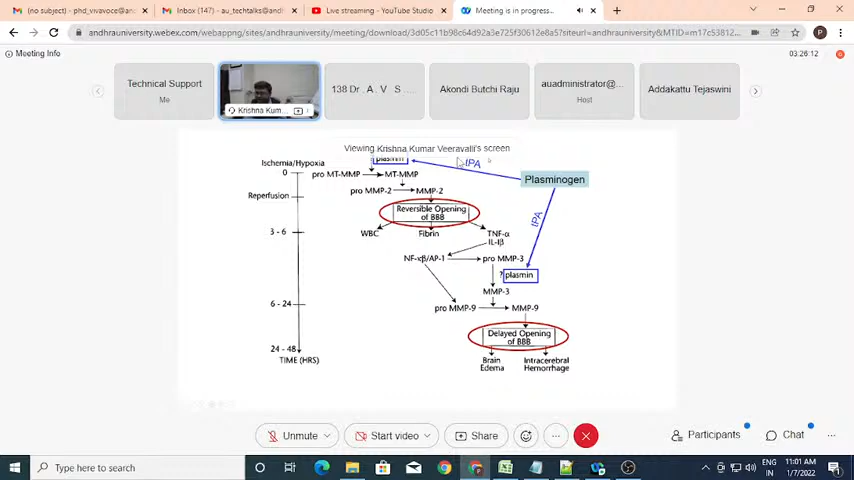 (no subject) - phd_vivavoce@and
Inbox (147) - au_techtalks@andh
Live streaming - YouTube Studio
Meeting is in progress...
andhrauniversity.webex.com/webappng/sites/andhrauniversity/meeting/download/3d05c11b98c64d92a3e725f30612e8a5?siteurl=andhrauniversity&MTID=m17c53812...
P
Meeting Info
03:26:12
Technical Support
Me
Krishna Kum...
138 Dr . A . V S ....
Akondi Butchi Raju
auadministrator@...
Host
Addakattu Tejaswini
Viewing Krishna Kumar Veeravalli's screen
Ischemia/Hypoxia
plasmin
tPA
Plasminogen
0
pro MT-MMP
MT-MMP
pro MMP-2
MMP-2
Reperfusion
Reversible Opening
of BBB
tPA
3 - 6
WBC
Fibrin
TNF-α
IL-Iβ
NF-κβ/AP-1
pro MMP-3
?
plasmin
MMP-3
6 - 24
pro MMP-9
MMP-9
Delayed Opening
of BBB
24 - 48
TIME (HRS)
Brain
Edema
Intracerebral
Hemorrhage
Unmute
Start video
Share
Participants
Chat
Type here to search
ENG
IN
11:01 AM
1/7/2022